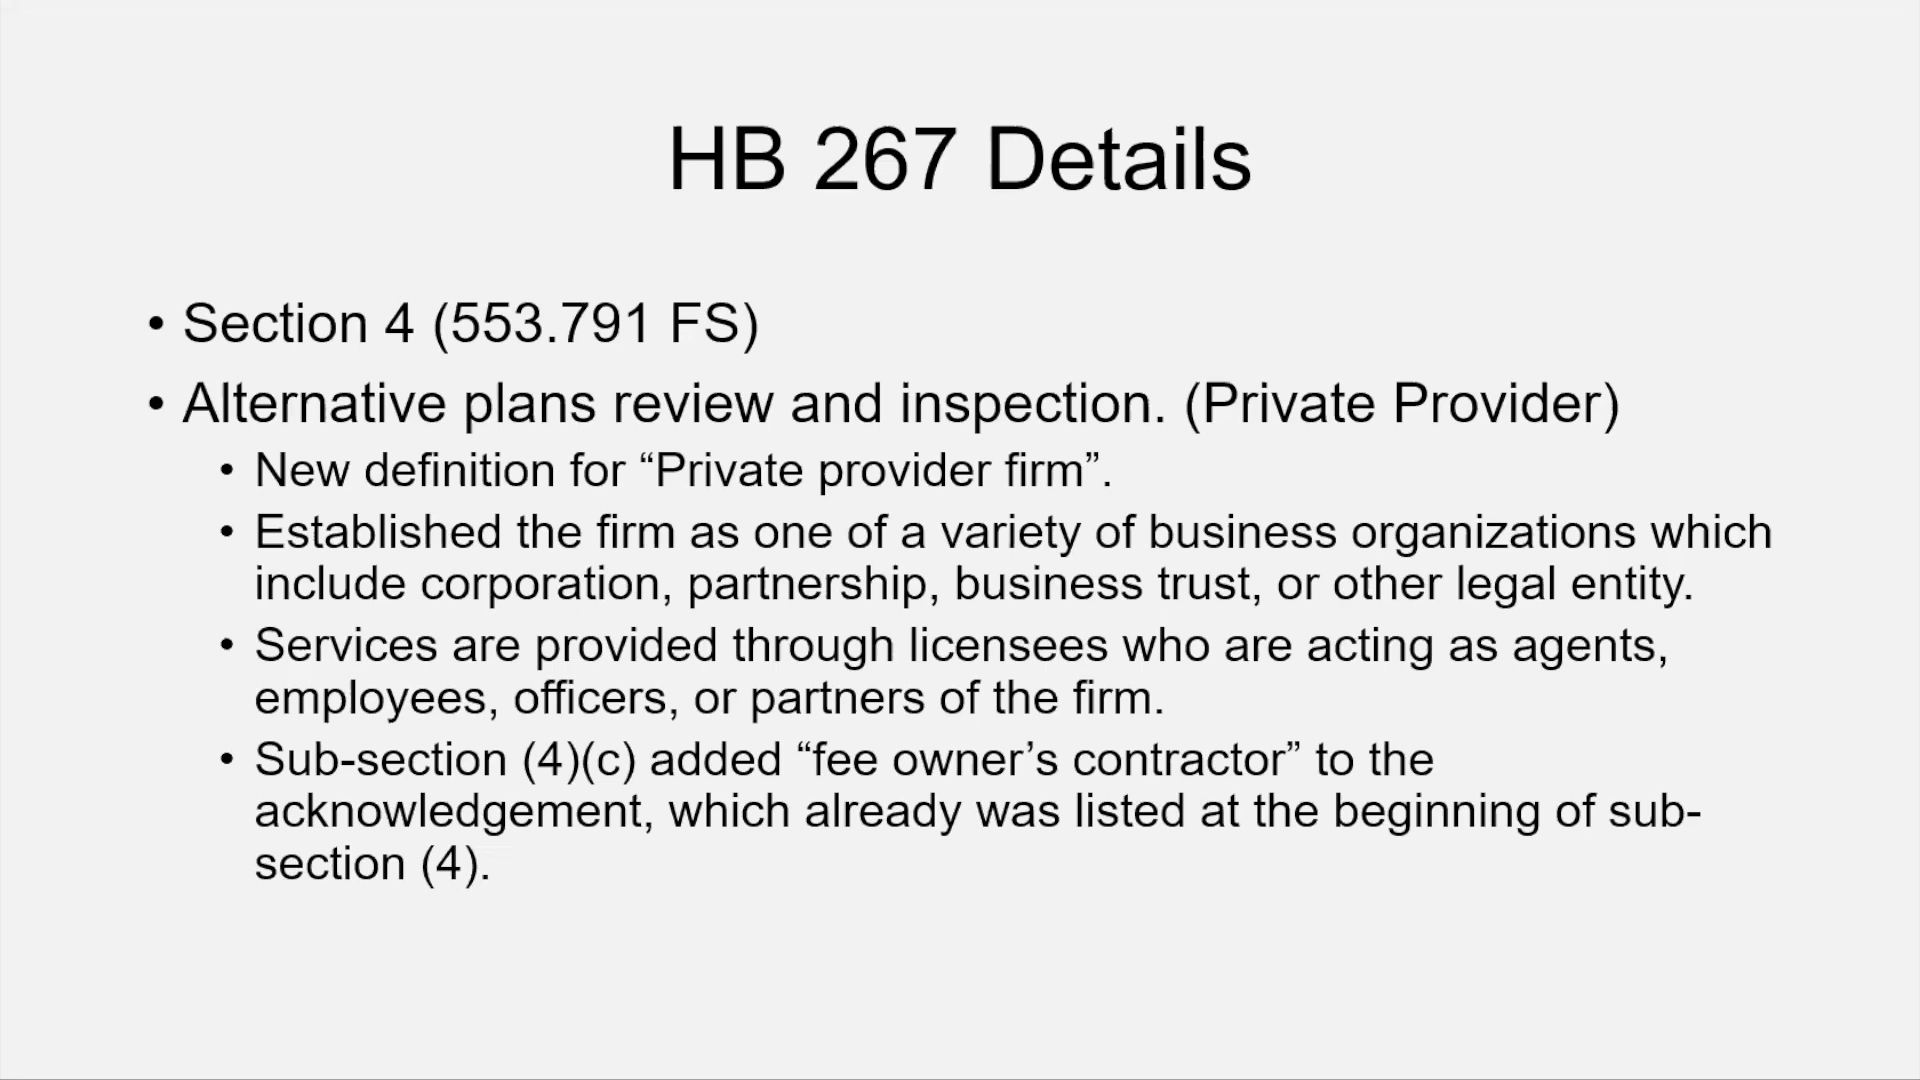 HB 267 Details
• Section 4 (553.791 FS)
• Alternative plans review and inspection. (Private Provider)
• New definition for “Private provider firm”.
• Established the firm as one of a variety of business organizations which
include corporation, partnership, business trust, or other legal entity.
• Services are provided through licensees who are acting as agents,
employees, officers, or partners of the firm.
• Sub-section (4)(c) added “fee owner’s contractor” to the
acknowledgement, which already was listed at the beginning of sub-
section (4).